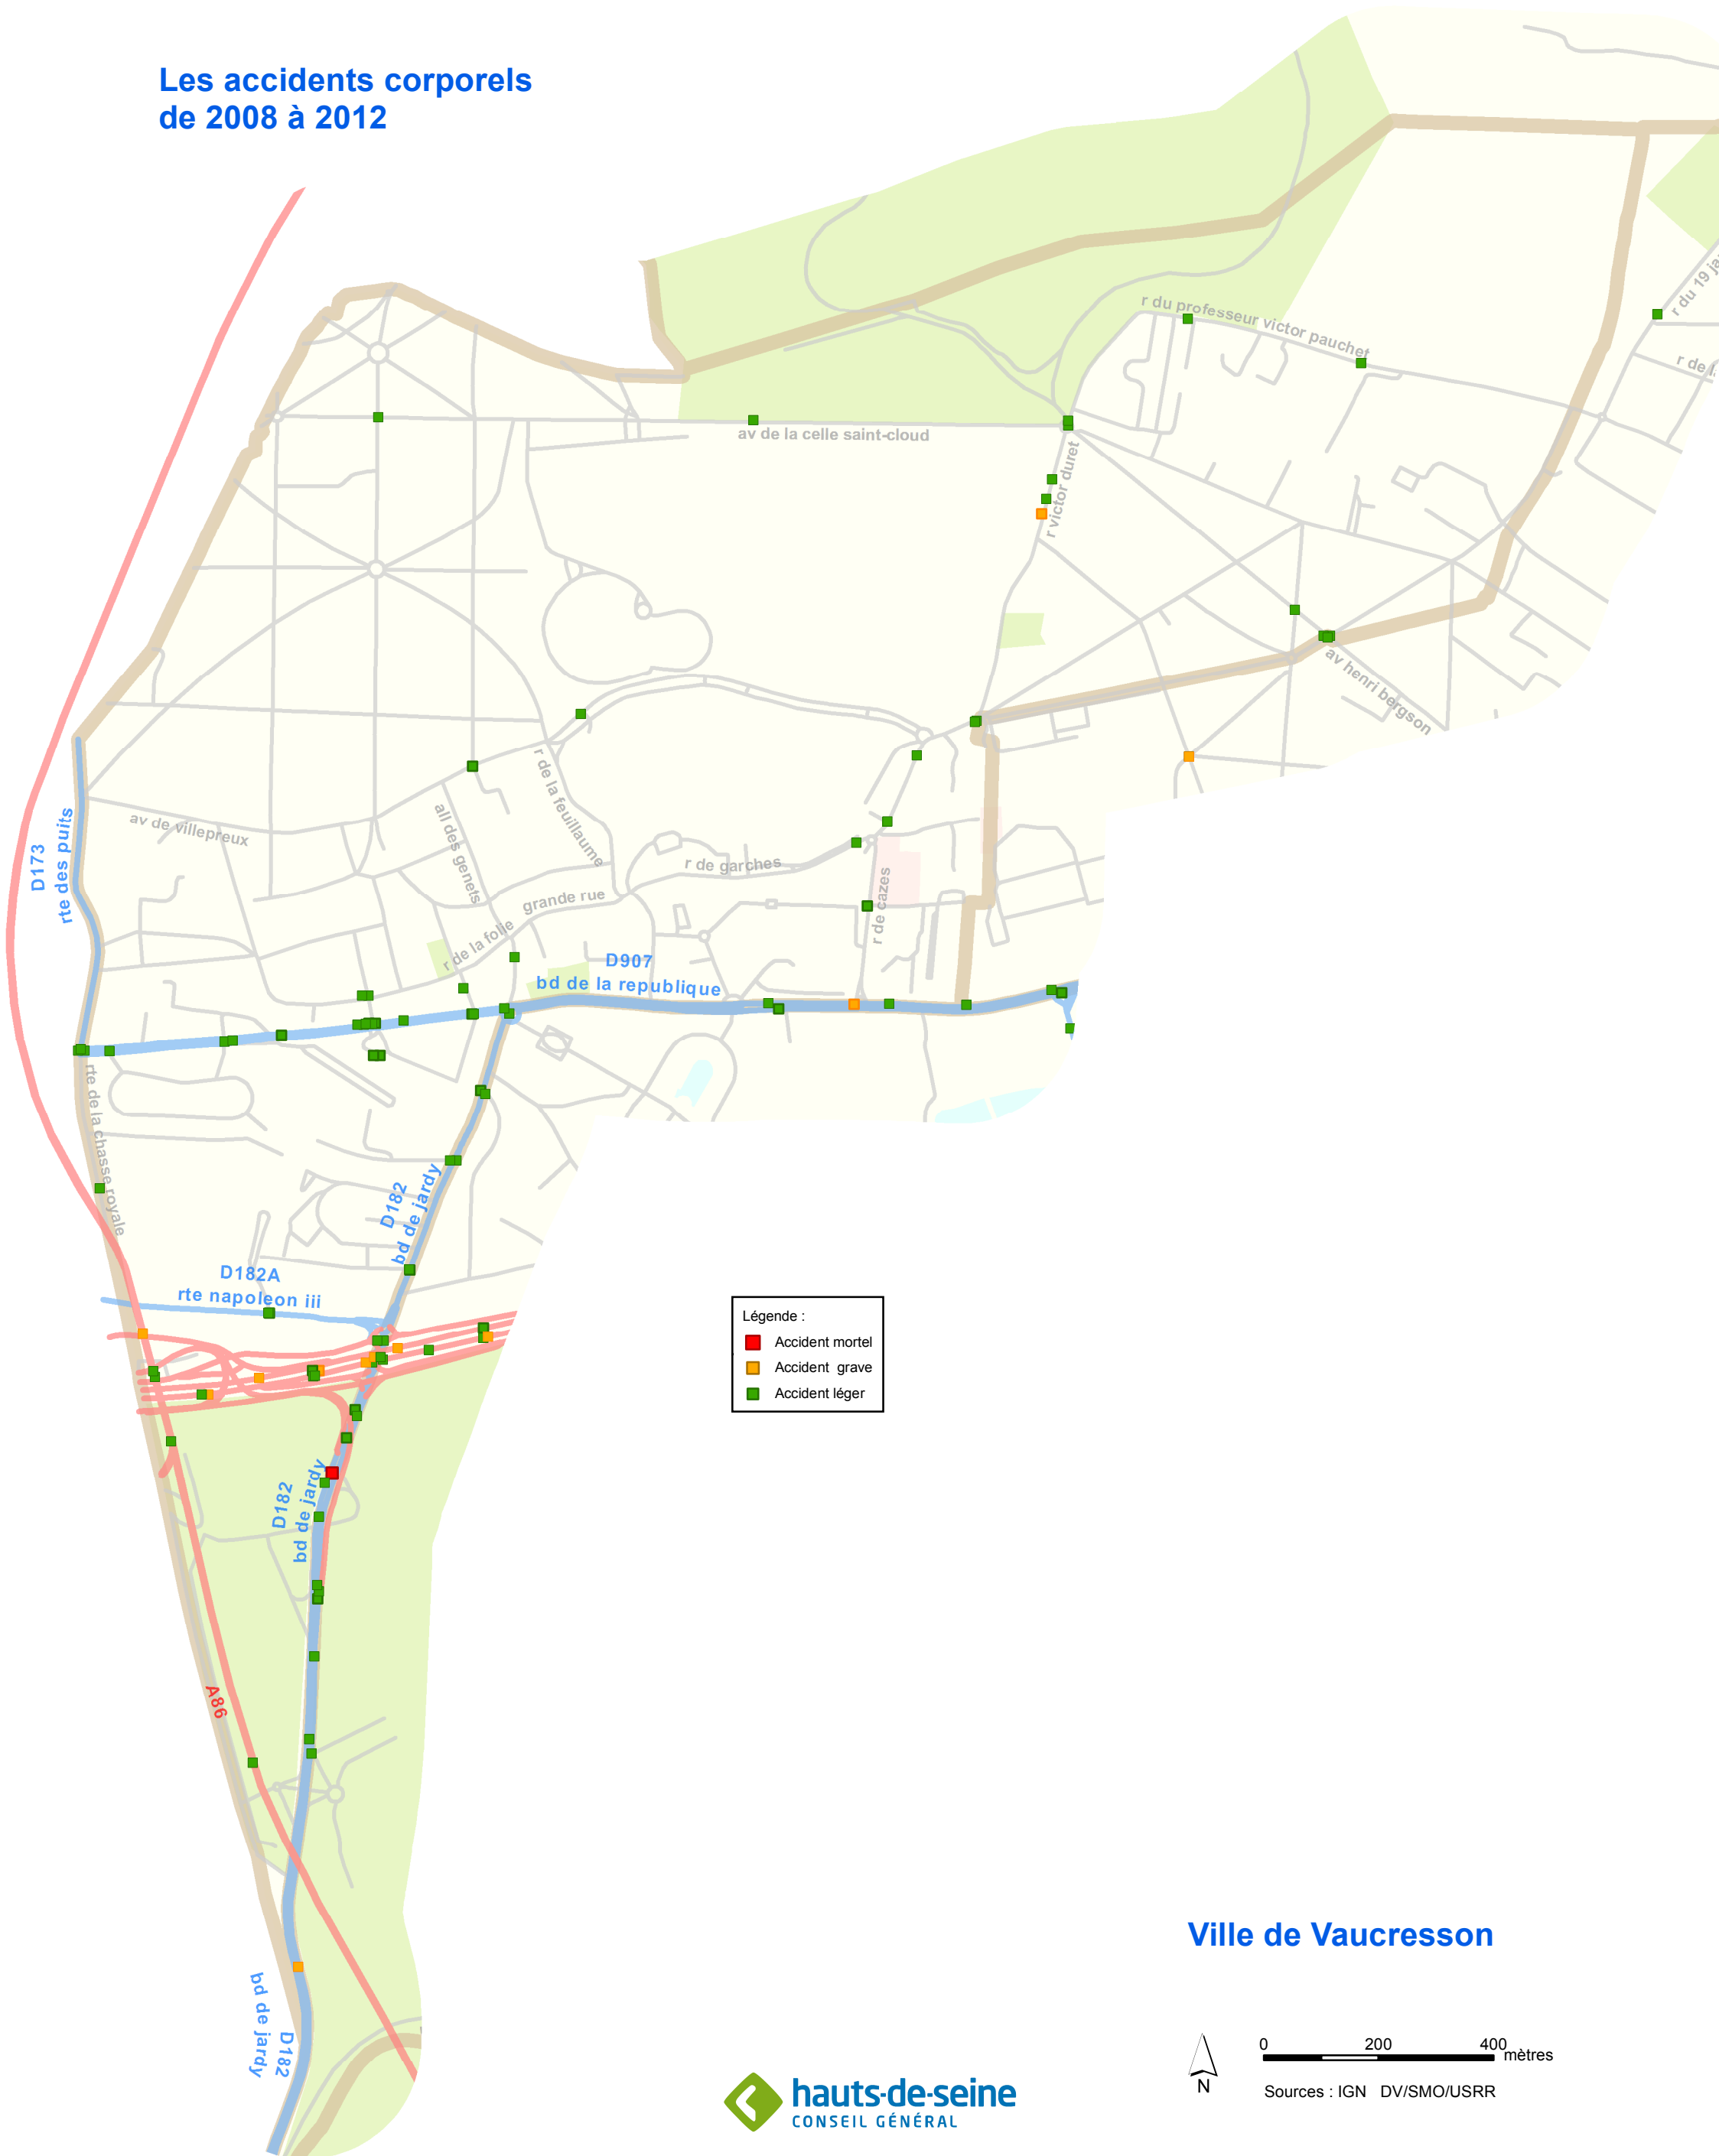 Les accidents corporels
de 2008 à 2012
r du professeur victor pauchet
r du 19 ja
r de l
av de la celle saint-cloud
r victor duret
av henri bergson
D173
rte des puits
av de villepreux
all des genets
r de la feuillaume
r de garches
grande rue
r de la folie
r de cazes
D907
bd de la republique
rte de la chasse royale
D182
bd de jardy
D182A
rte napoleon iii
Légende :
Accident mortel
Accident grave
Accident léger
D182
bd de jardy
A86
bd de jardy
D182
Ville de Vaucresson
0 200 400
mètres
N
Sources : IGN DV/SMO/USRR
hauts-de-seine
CONSEIL GÉNÉRAL